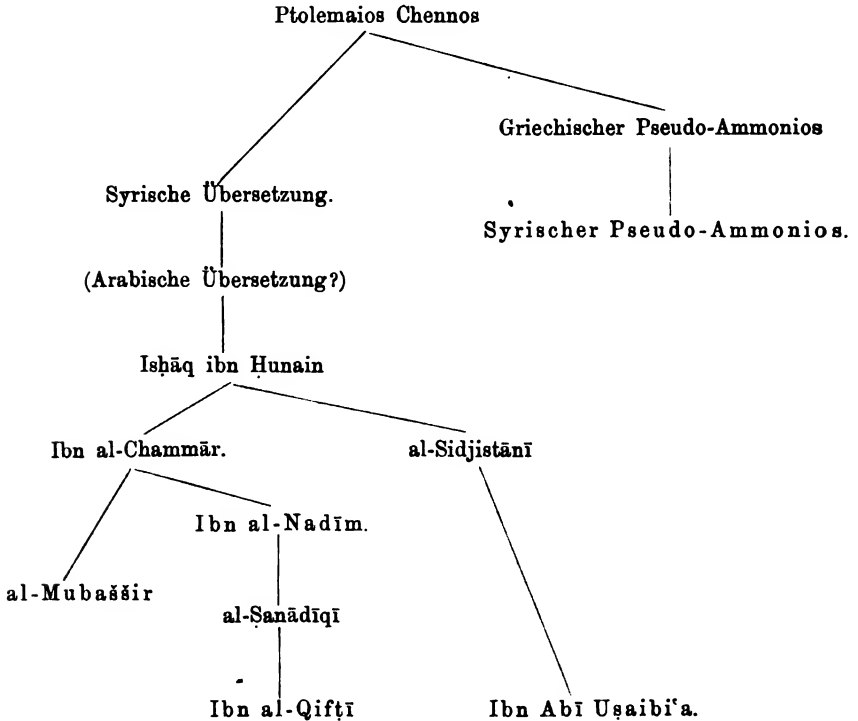 Ptolemaios Chennos
Griechischer Pseudo-Ammonios
Syrische Übersetzung.
Syrischer Pseudo-Ammonios.
(Arabische Übersetzung?)
Isḥāq ibn Ḥunain
Ibn al-Chammār.
al-Sidjistānī
Ibn al-Nadīm.
al-Mubaššir
al-Ṣanādīqī
Ibn al-Qifṭī
Ibn Abī Uṣaibiʿa.